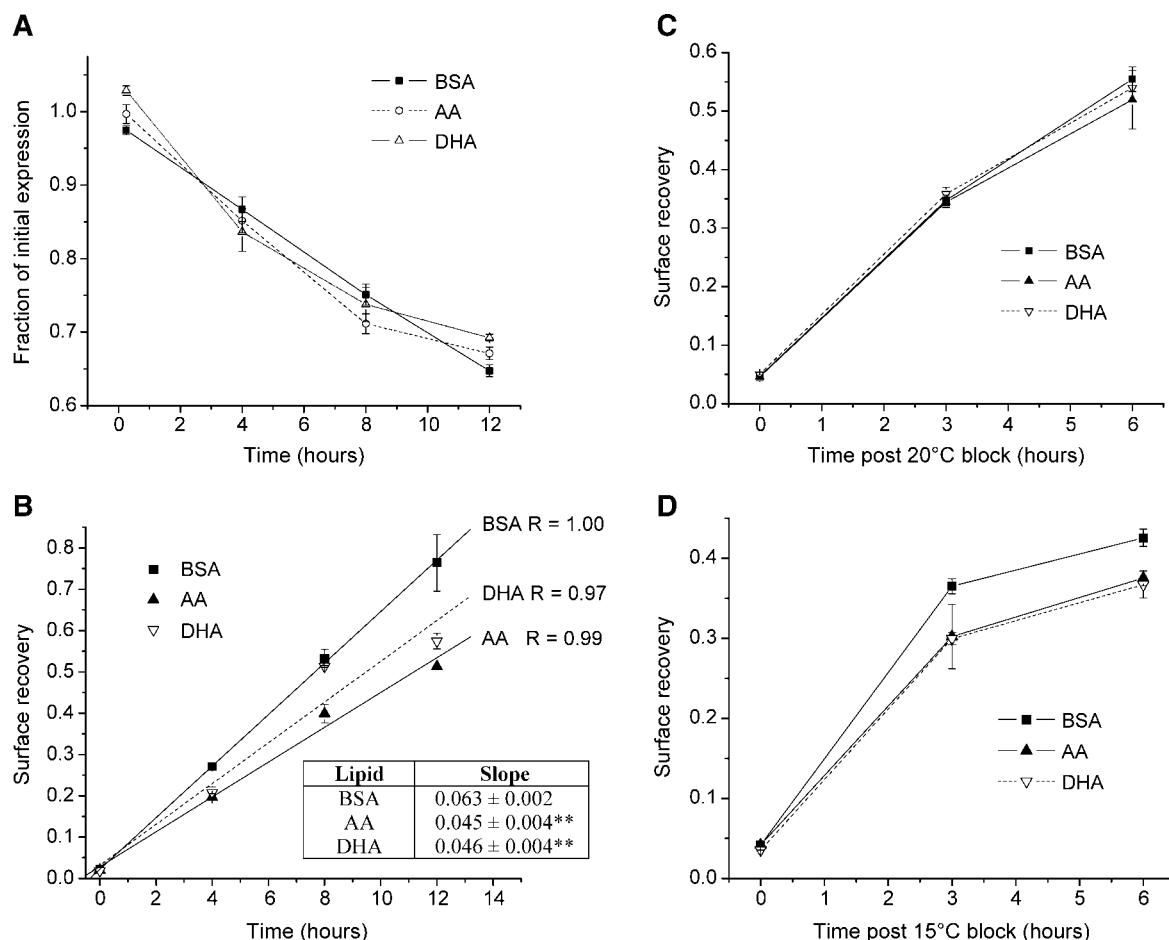 A
Fraction of initial expression
1.0
0.9
0.8
0.7
0.6
BSA
AA
DHA
0 2 4 6 8 10 12
Time (hours)
B
Surface recovery
0.8
0.7
0.6
0.5
0.4
0.3
0.2
0.1
0.0
BSA
AA
DHA
BSA R = 1.00
DHA R = 0.97
AA R = 0.99
Lipid Slope
BSA 0.063 ± 0.002
AA 0.045 ± 0.004**
DHA 0.046 ± 0.004**
0 2 4 6 8 10 12 14
Time (hours)
C
Surface recovery
0.6
0.5
0.4
0.3
0.2
0.1
0.0
BSA
AA
DHA
0 1 2 3 4 5 6
Time post 20°C block (hours)
D
Surface recovery
0.4
0.3
0.2
0.1
0.0
BSA
AA
DHA
0 1 2 3 4 5 6
Time post 15°C block (hours)